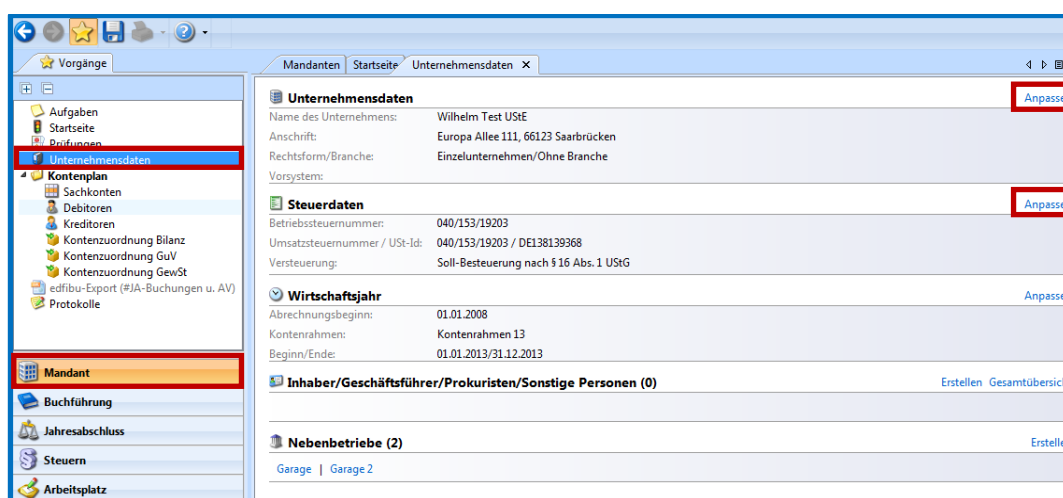 Vorgänge
Mandanten Startseite Unternehmensdaten
Aufgaben
Startseite
Prüfungen
Unternehmensdaten
Kontenplan
Sachkonten
Debitoren
Kreditoren
Kontenzuordnung Bilanz
Kontenzuordnung GuV
Kontenzuordnung GewSt
edfibu-Export (#JA-Buchungen u. AV)
Protokolle
Mandant
Buchführung
Jahresabschluss
Steuern
Arbeitsplatz
Unternehmensdaten Anpasse
Name des Unternehmens: Wilhelm Test UStE
Anschrift: Europa Allee 111, 66123 Saarbrücken
Rechtsform/Branche: Einzelunternehmen/Ohne Branche
Vorsystem:
Steuerdaten Anpasse
Betriebssteuernummer: 040/153/19203
Umsatzsteuernummer / USt-Id: 040/153/19203 / DE138139368
Versteuerung: Soll-Besteuerung nach § 16 Abs. 1 UStG
Wirtschaftsjahr Anpasse
Abrechnungsbeginn: 01.01.2008
Kontenrahmen: Kontenrahmen 13
Beginn/Ende: 01.01.2013/31.12.2013
Inhaber/Geschäftsführer/Prokuristen/Sonstige Personen (0) Erstellen Gesamtübersic
Nebenbetriebe (2) Erstelle
Garage | Garage 2